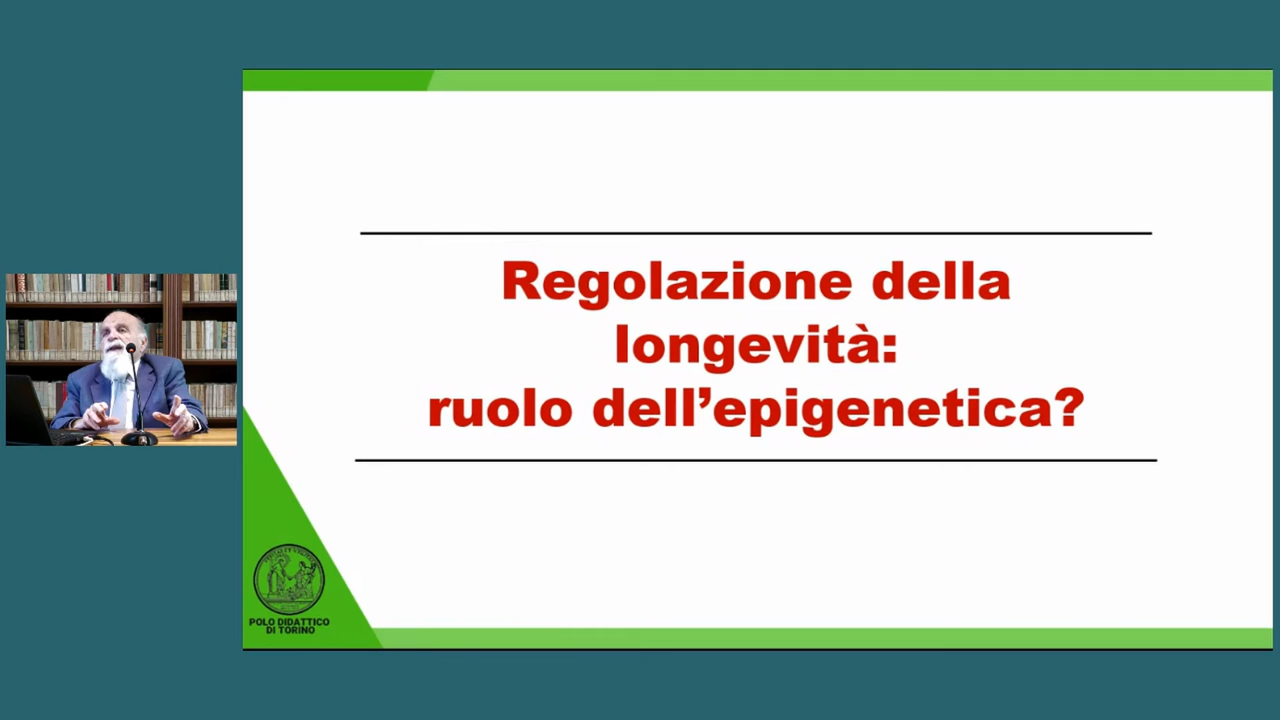 Regolazione della
longevità:
ruolo dell’epigenetica?
POLO DIDATTICO
DI TORINO